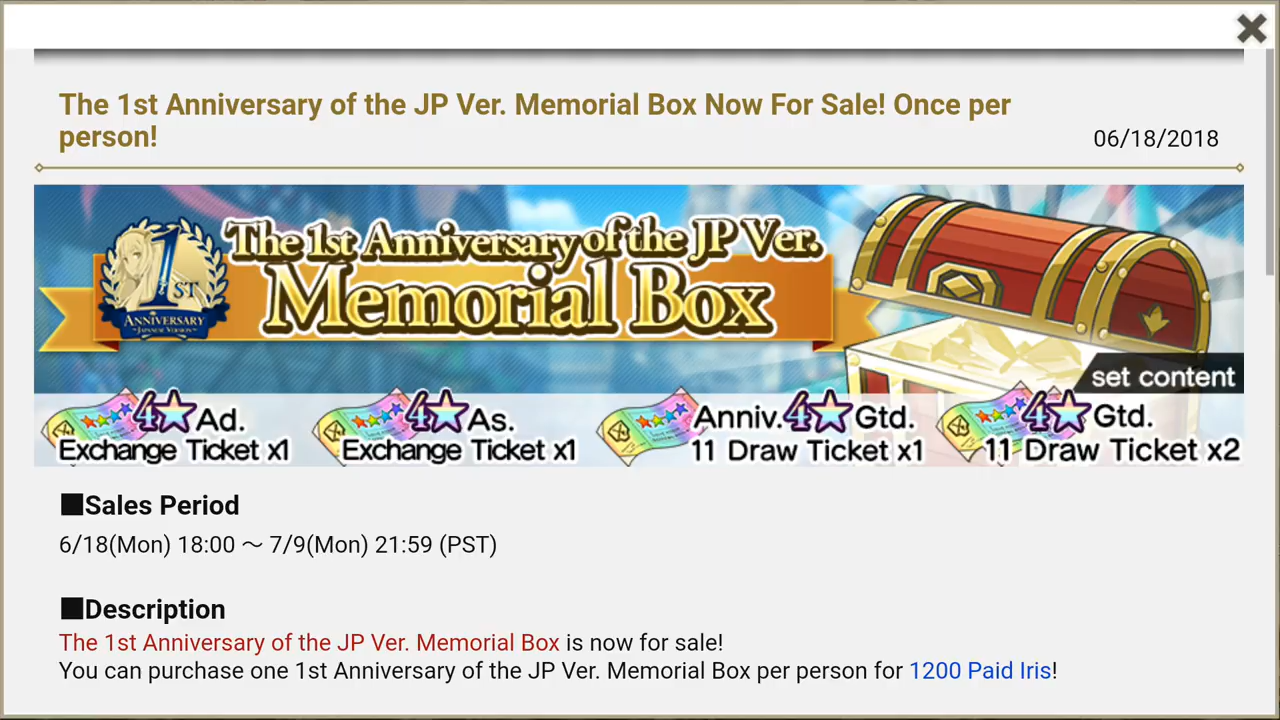 The 1st Anniversary of the JP Ver. Memorial Box Now For Sale! Once per
person!
06/18/2018
The 1st Anniversary of the JP Ver.
Memorial Box
1ST
ANNIVERSARY
~JAPANESE VERSION~
set content
4★ Ad.
Exchange Ticket x1
4★ As.
Exchange Ticket x1
Anniv. 4★ Gtd.
11 Draw Ticket x1
4★ Gtd.
11 Draw Ticket x2
■Sales Period
6/18(Mon) 18:00 ～ 7/9(Mon) 21:59 (PST)
■Description
The 1st Anniversary of the JP Ver. Memorial Box is now for sale!
You can purchase one 1st Anniversary of the JP Ver. Memorial Box per person for 1200 Paid Iris!